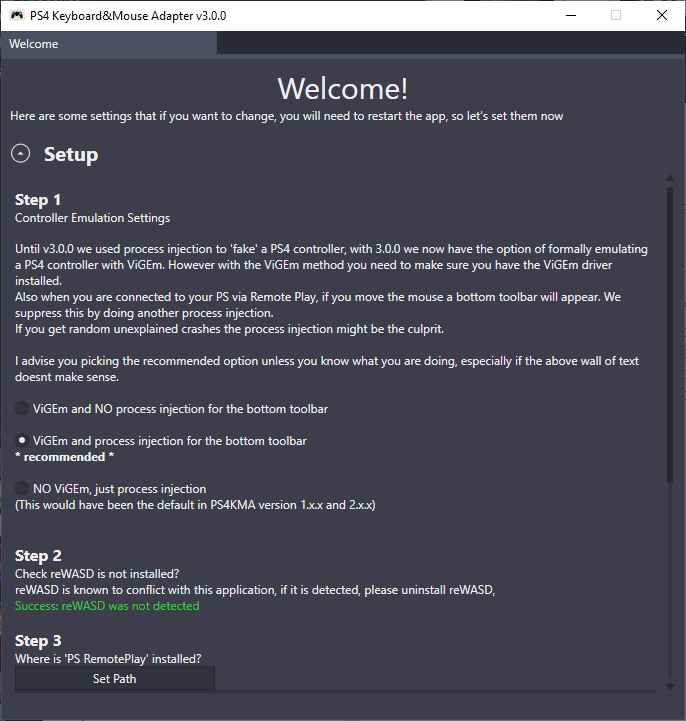 PS4 Keyboard&Mouse Adapter v3.0.0
Welcome
Welcome!
Here are some settings that if you want to change, you will need to restart the app, so let's set them now
Setup
Step 1
Controller Emulation Settings
Until v3.0.0 we used process injection to 'fake' a PS4 controller, with 3.0.0 we now have the option of formally emulating
a PS4 controller with ViGEm. However with the ViGEm method you need to make sure you have the ViGEm driver
installed.
Also when you are connected to your PS via Remote Play, if you move the mouse a bottom toolbar will appear. We
suppress this by doing another process injection.
If you get random unexplained crashes the process injection might be the culprit.
I advise you picking the recommended option unless you know what you are doing, especially if the above wall of text
doesnt make sense.
ViGEm and NO process injection for the bottom toolbar
ViGEm and process injection for the bottom toolbar
* recommended *
NO ViGEm, just process injection
(This would have been the default in PS4KMA version 1.x.x and 2.x.x)
Step 2
Check reWASD is not installed?
reWASD is known to conflict with this application, if it is detected, please uninstall reWASD,
Success: reWASD was not detected
Step 3
Where is 'PS RemotePlay' installed?
Set Path